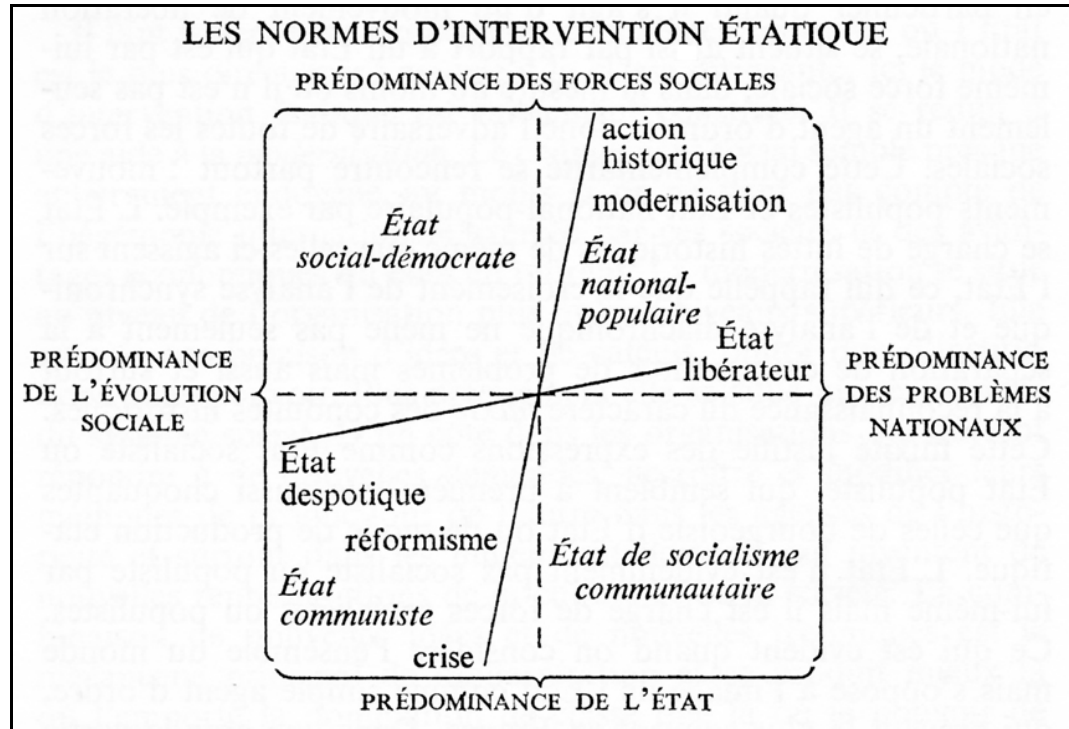 LES NORMES D'INTERVENTION ÉTATIQUE
PRÉDOMINANCE DES FORCES SOCIALES
action
historique
modernisation
État
social-démocrate
État
national-
populaire
État
libérateur
PRÉDOMINANCE
DE L'ÉVOLUTION
SOCIALE
PRÉDOMINANCE
DES PROBLÈMES
NATIONAUX
État
despotique
réformisme
État
communiste
crise
État de socialisme
communautaire
PRÉDOMINANCE DE L'ÉTAT